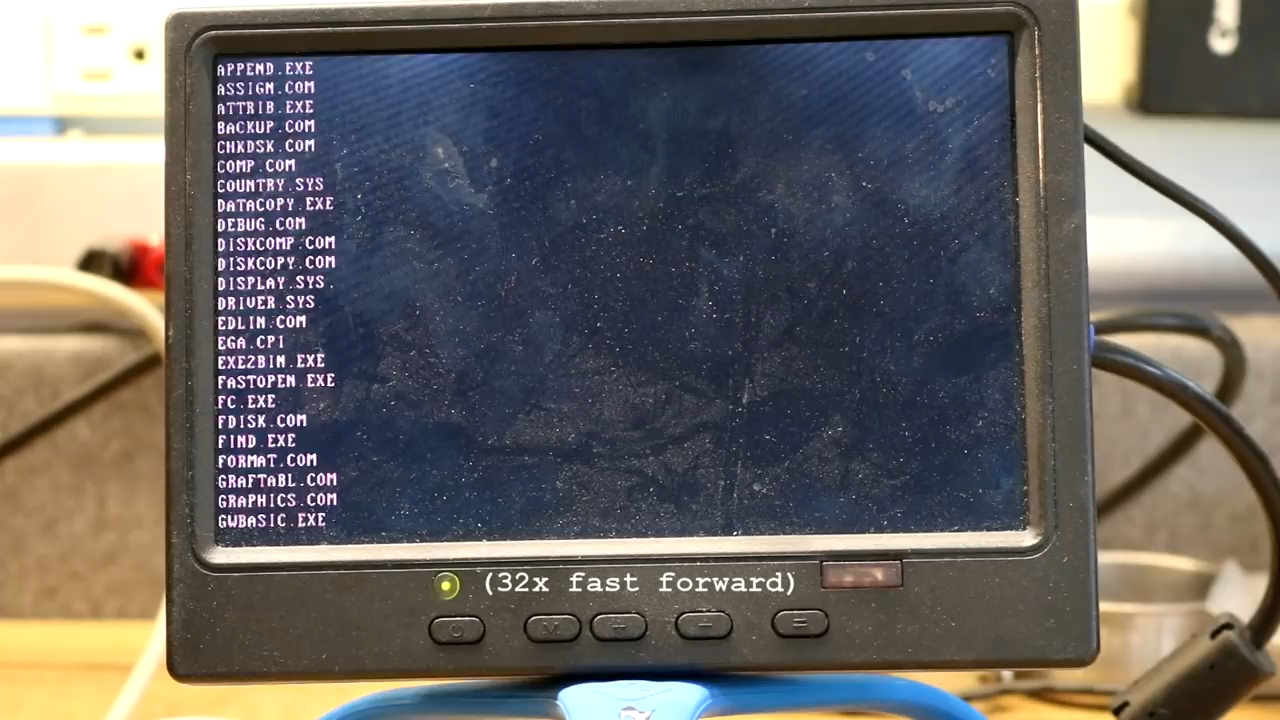 APPEND.EXE
ASSIGN.COM
ATTRIB.EXE
BACKUP.COM
CHKDSK.COM
COMP.COM
COUNTRY.SYS
DATACOPY.EXE
DEBUG.COM
DISKCOMP.COM
DISKCOPY.COM
DISPLAY.SYS
DRIVER.SYS
EDLIN.COM
EGA.CPI
EXE2BIN.EXE
FASTOPEN.EXE
FC.EXE
FDISK.COM
FIND.EXE
FORMAT.COM
GRAFTABL.COM
GRAPHICS.COM
GWBASIC.EXE
(32x fast forward)
M + - =